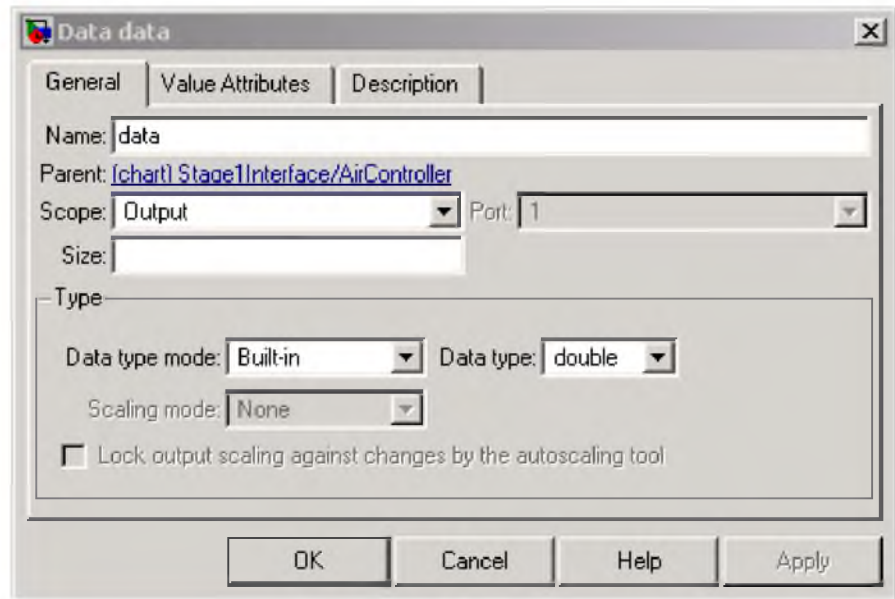 Data data
General Value Attributes Description
Name: data
Parent: (chart) Stage1Interface/AirController
Scope: Output Port: 1
Size:
Type
Data type mode: Built-in Data type: double
Scaling mode: None
Lock output scaling against changes by the autoscaling tool
OK Cancel Help Apply